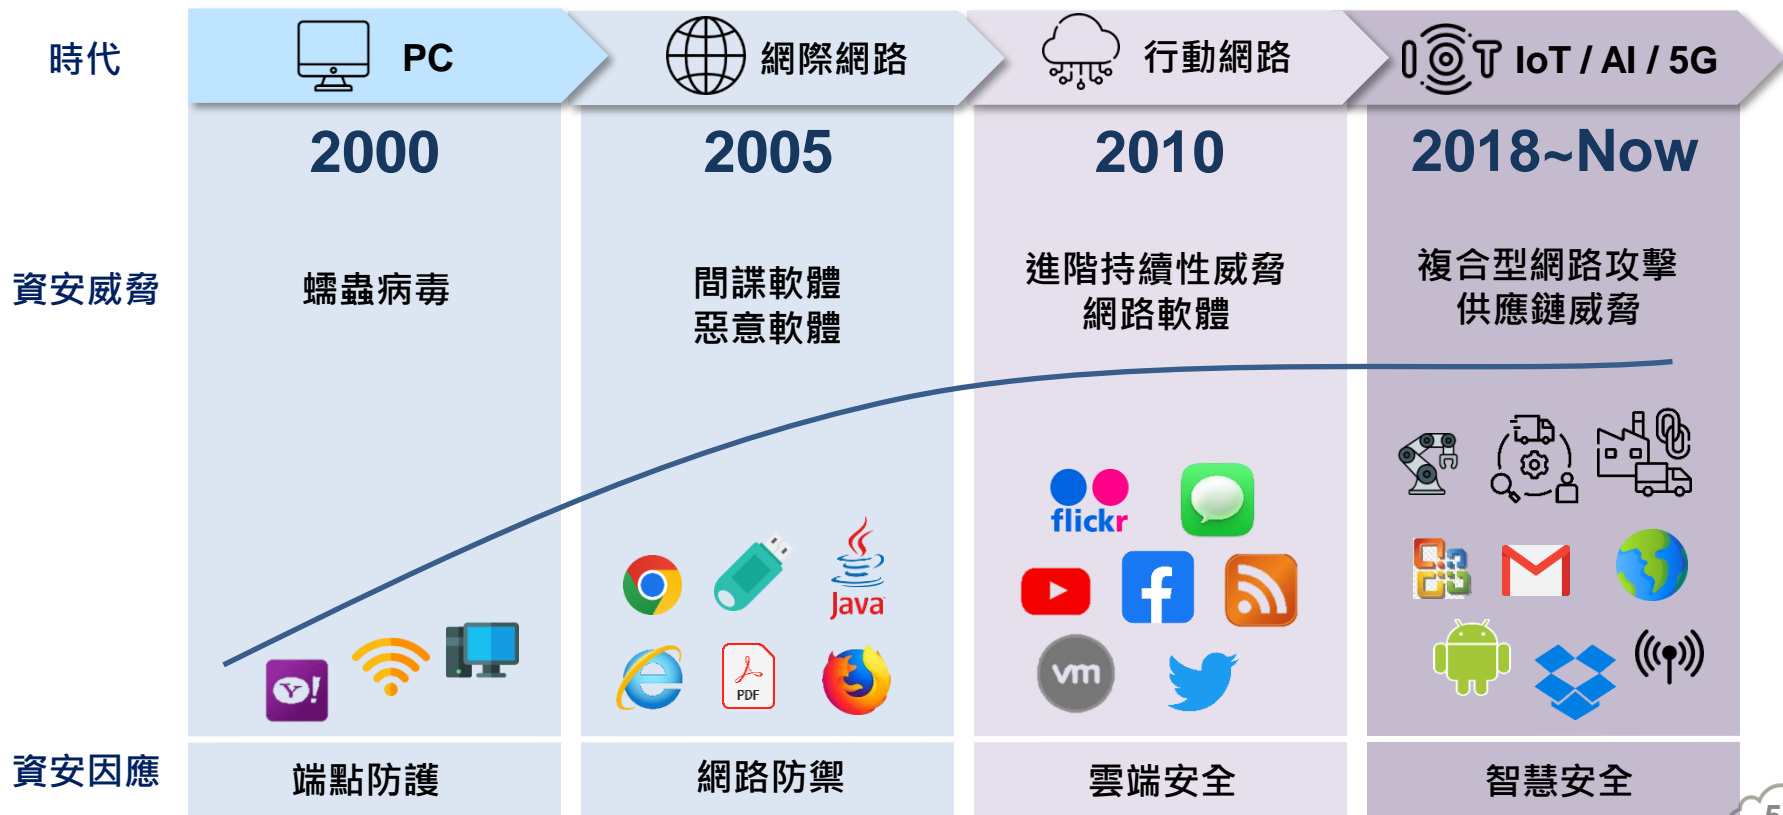 時代
PC
網際網路
行動網路
IOT IoT / AI / 5G
2000
2005
2010
2018~Now
資安威脅
蠕蟲病毒
間諜軟體
惡意軟體
進階持續性威脅
網路軟體
複合型網路攻擊
供應鏈威脅
flickr
Java
Y!
PDF
vm
資安因應
端點防護
網路防禦
雲端安全
智慧安全
5